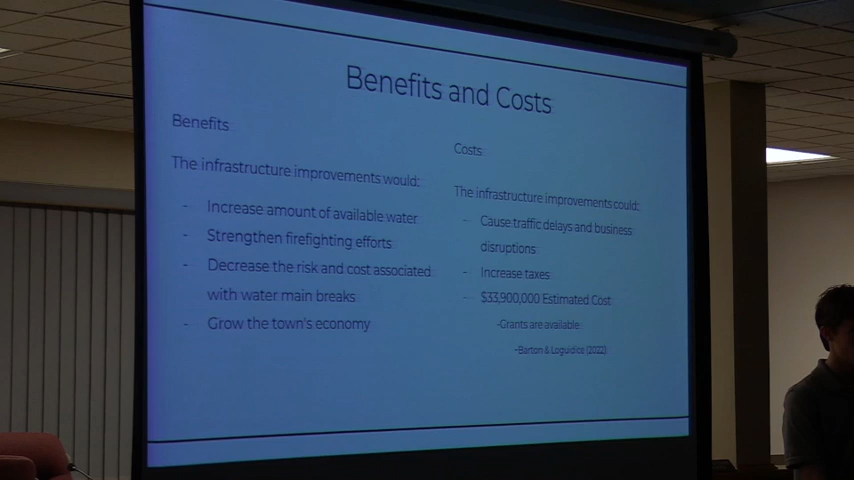 Benefits and Costs
Benefits
The infrastructure improvements would:
- Increase amount of available water
- Strengthen firefighting efforts
- Decrease the risk and cost associated
with water main breaks
- Grow the town's economy
Costs
The infrastructure improvements could:
- Cause traffic delays and business
disruptions
- Increase taxes
- $33,900,000 Estimated Cost
-Grants are available
-Barton & Loguidice (2022)